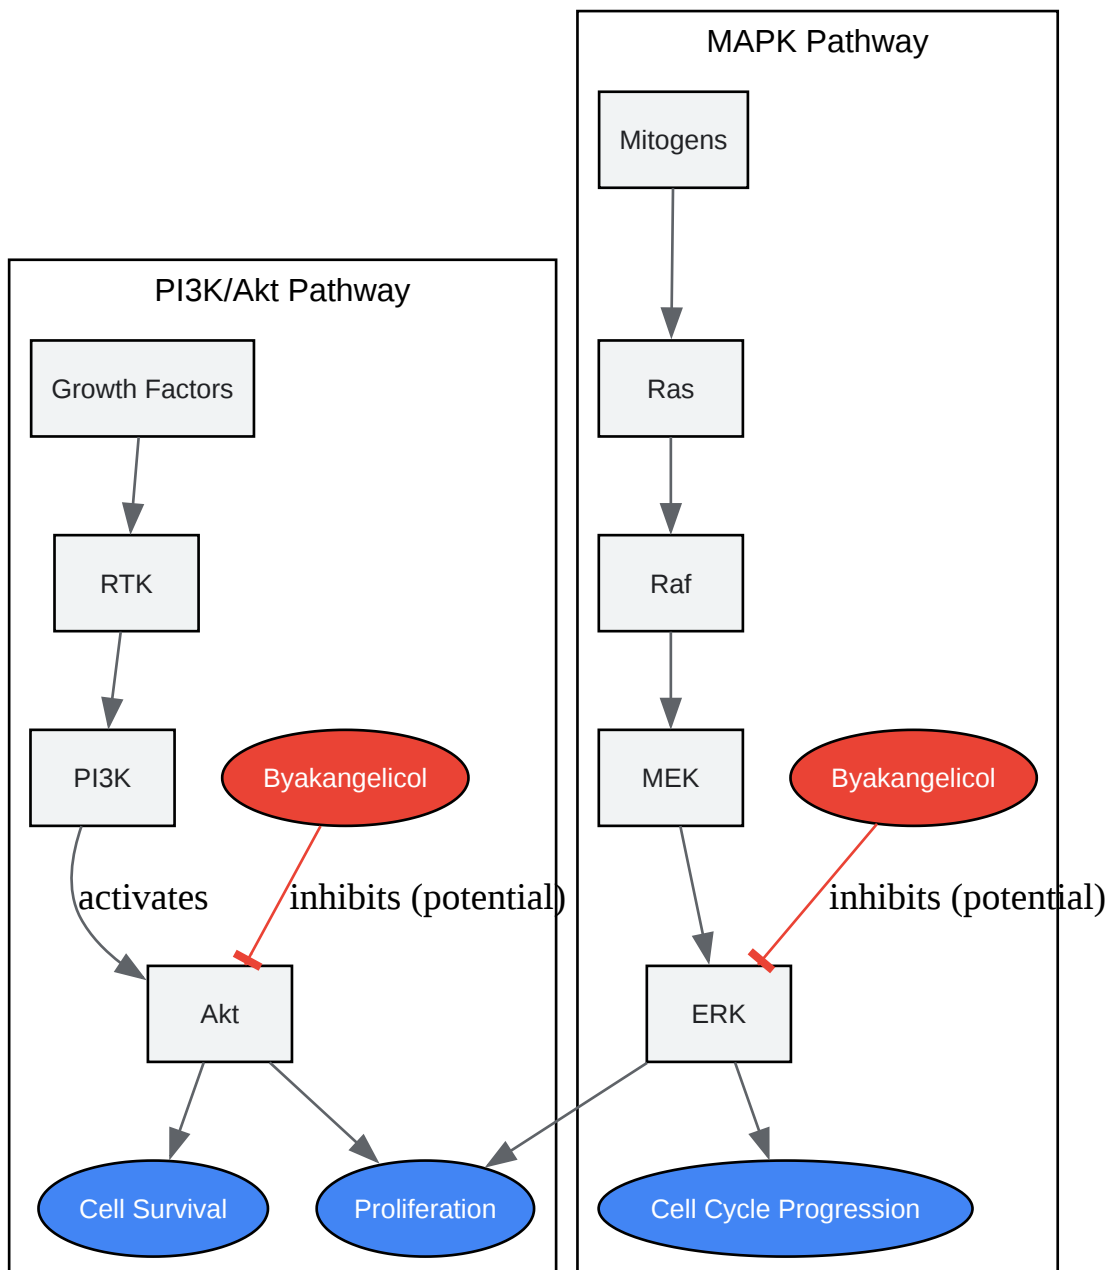 MAPK Pathway
Mitogens
PI3K/Akt Pathway
Growth Factors
Ras
RTK
Raf
PI3K
Byakangelicol
MEK
Byakangelicol
activates
inhibits (potential)
inhibits (potential)
Akt
ERK
Cell Survival
Proliferation
Cell Cycle Progression